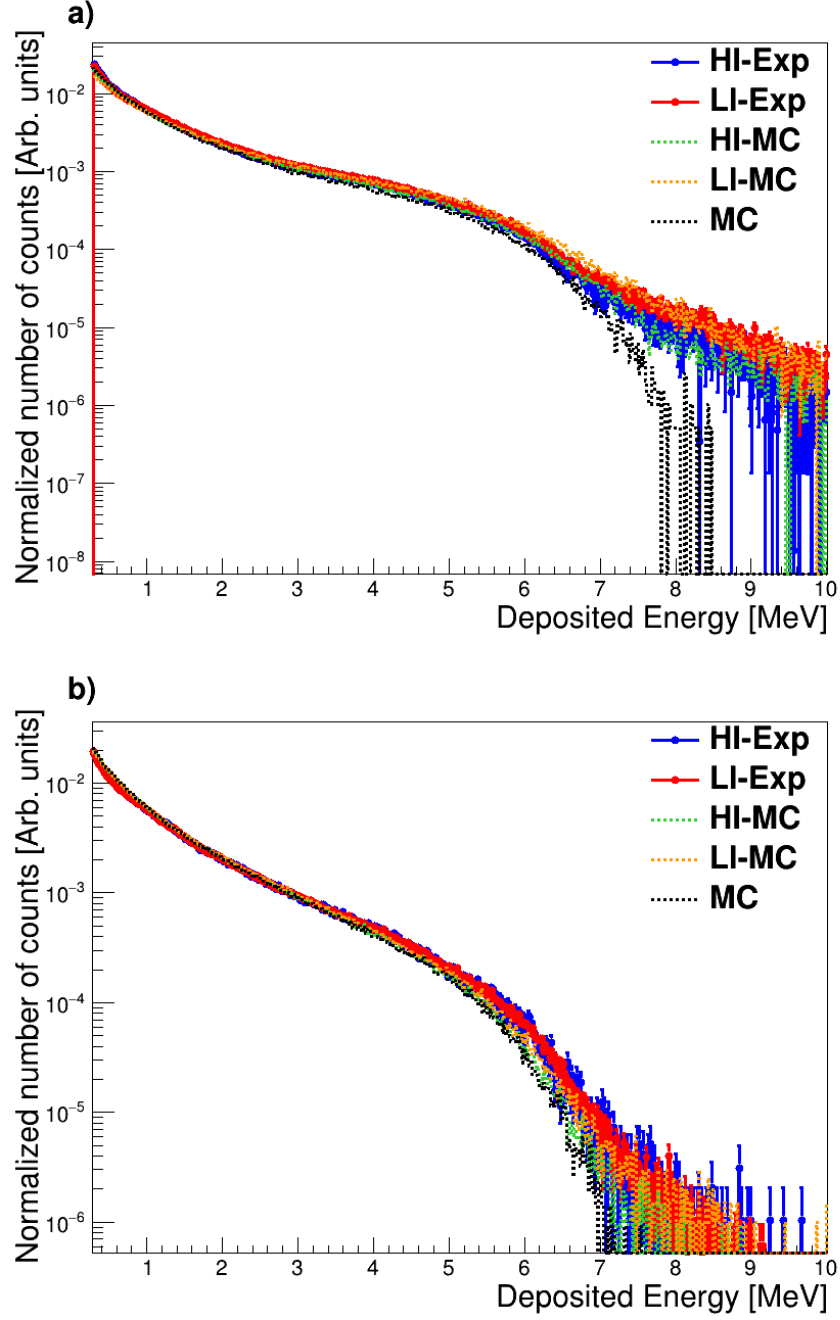 a)
Normalized number of counts [Arb. units]
10⁻²
10⁻³
10⁻⁴
10⁻⁵
10⁻⁶
10⁻⁷
10⁻⁸
HI-Exp
LI-Exp
HI-MC
LI-MC
MC
1 2 3 4 5 6 7 8 9 10
Deposited Energy [MeV]
b)
Normalized number of counts [Arb. units]
10⁻²
10⁻³
10⁻⁴
10⁻⁵
10⁻⁶
HI-Exp
LI-Exp
HI-MC
LI-MC
MC
1 2 3 4 5 6 7 8 9 10
Deposited Energy [MeV]